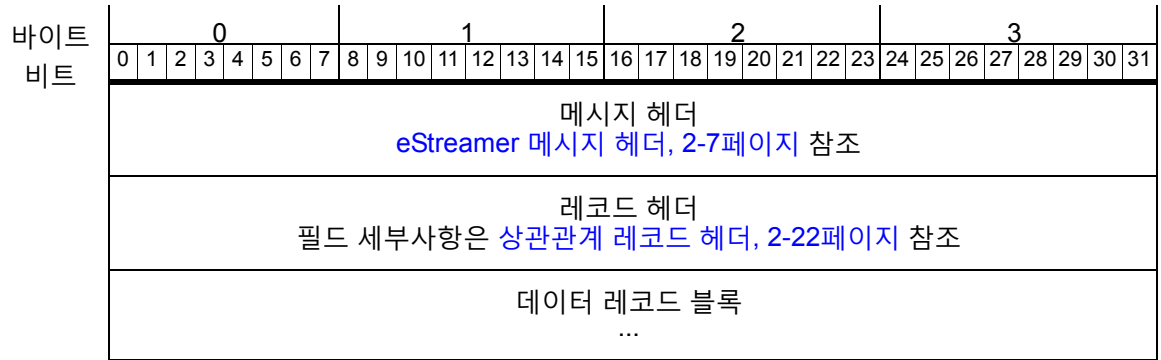 바이트 0 1 2 3
비트 0 1 2 3 4 5 6 7 8 9 10 11 12 13 14 15 16 17 18 19 20 21 22 23 24 25 26 27 28 29 30 31
메시지 헤더
eStreamer 메시지 헤더, 2-7페이지 참조
레코드 헤더
필드 세부사항은 상관관계 레코드 헤더, 2-22페이지 참조
데이터 레코드 블록
...